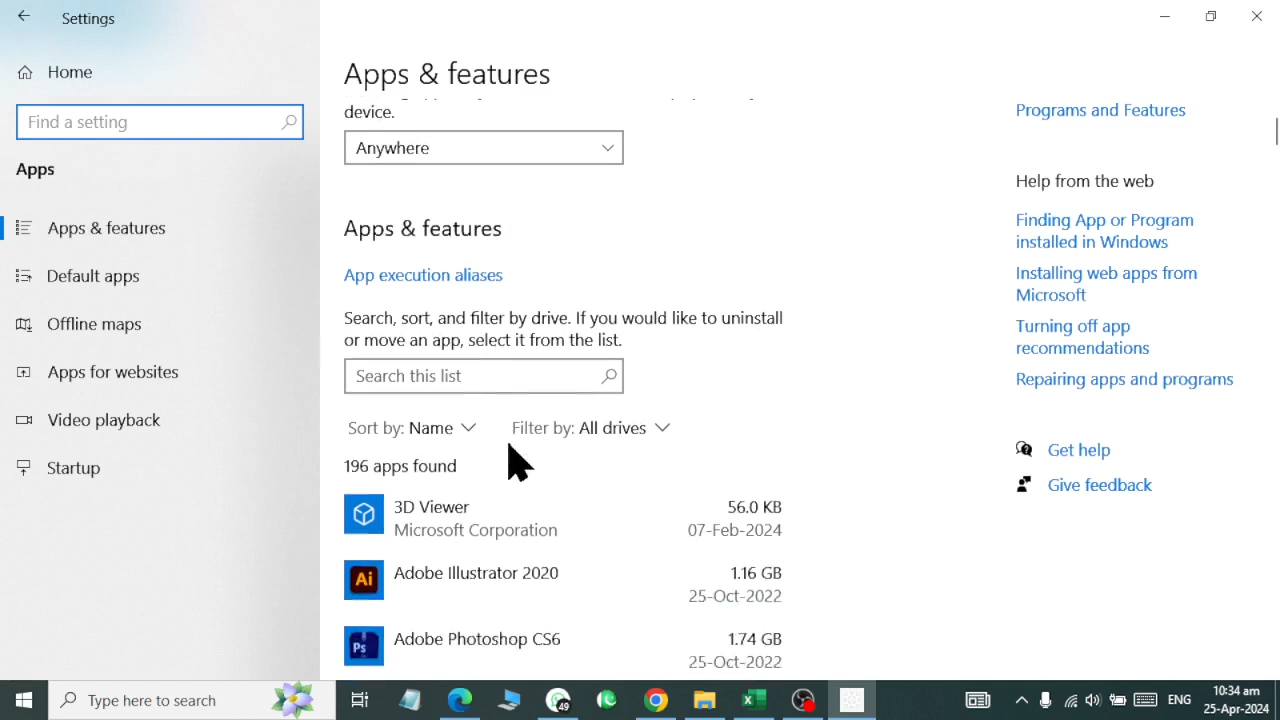 Settings
Home
Find a setting
Apps
Apps & features
Default apps
Offline maps
Apps for websites
Video playback
Startup
Apps & features
device.
Anywhere
Apps & features
App execution aliases
Search, sort, and filter by drive. If you would like to uninstall
or move an app, select it from the list.
Search this list
Sort by: Name Filter by: All drives
196 apps found
3D Viewer 56.0 KB
Microsoft Corporation 07-Feb-2024
Adobe Illustrator 2020 1.16 GB
25-Oct-2022
Adobe Photoshop CS6 1.74 GB
25-Oct-2022
Programs and Features
Help from the web
Finding App or Program
installed in Windows
Installing web apps from
Microsoft
Turning off app
recommendations
Repairing apps and programs
Get help
Give feedback
Type here to search
49
ENG
10:34 am
25-Apr-2024
Ai
Ps